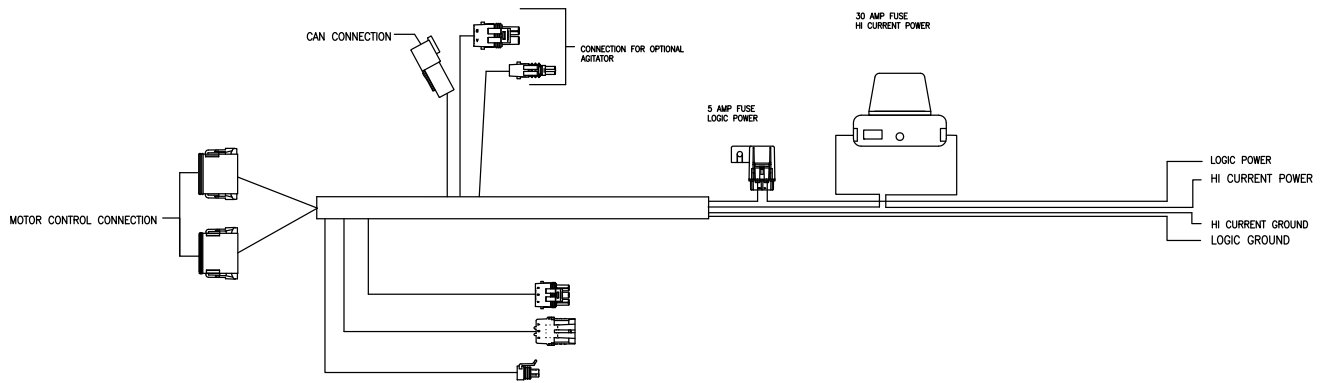 30 AMP FUSE
HI CURRENT POWER
CAN CONNECTION
CONNECTION FOR OPTIONAL
AGITATOR
5 AMP FUSE
LOGIC POWER
LOGIC POWER
HI CURRENT POWER
MOTOR CONTROL CONNECTION
HI CURRENT GROUND
LOGIC GROUND